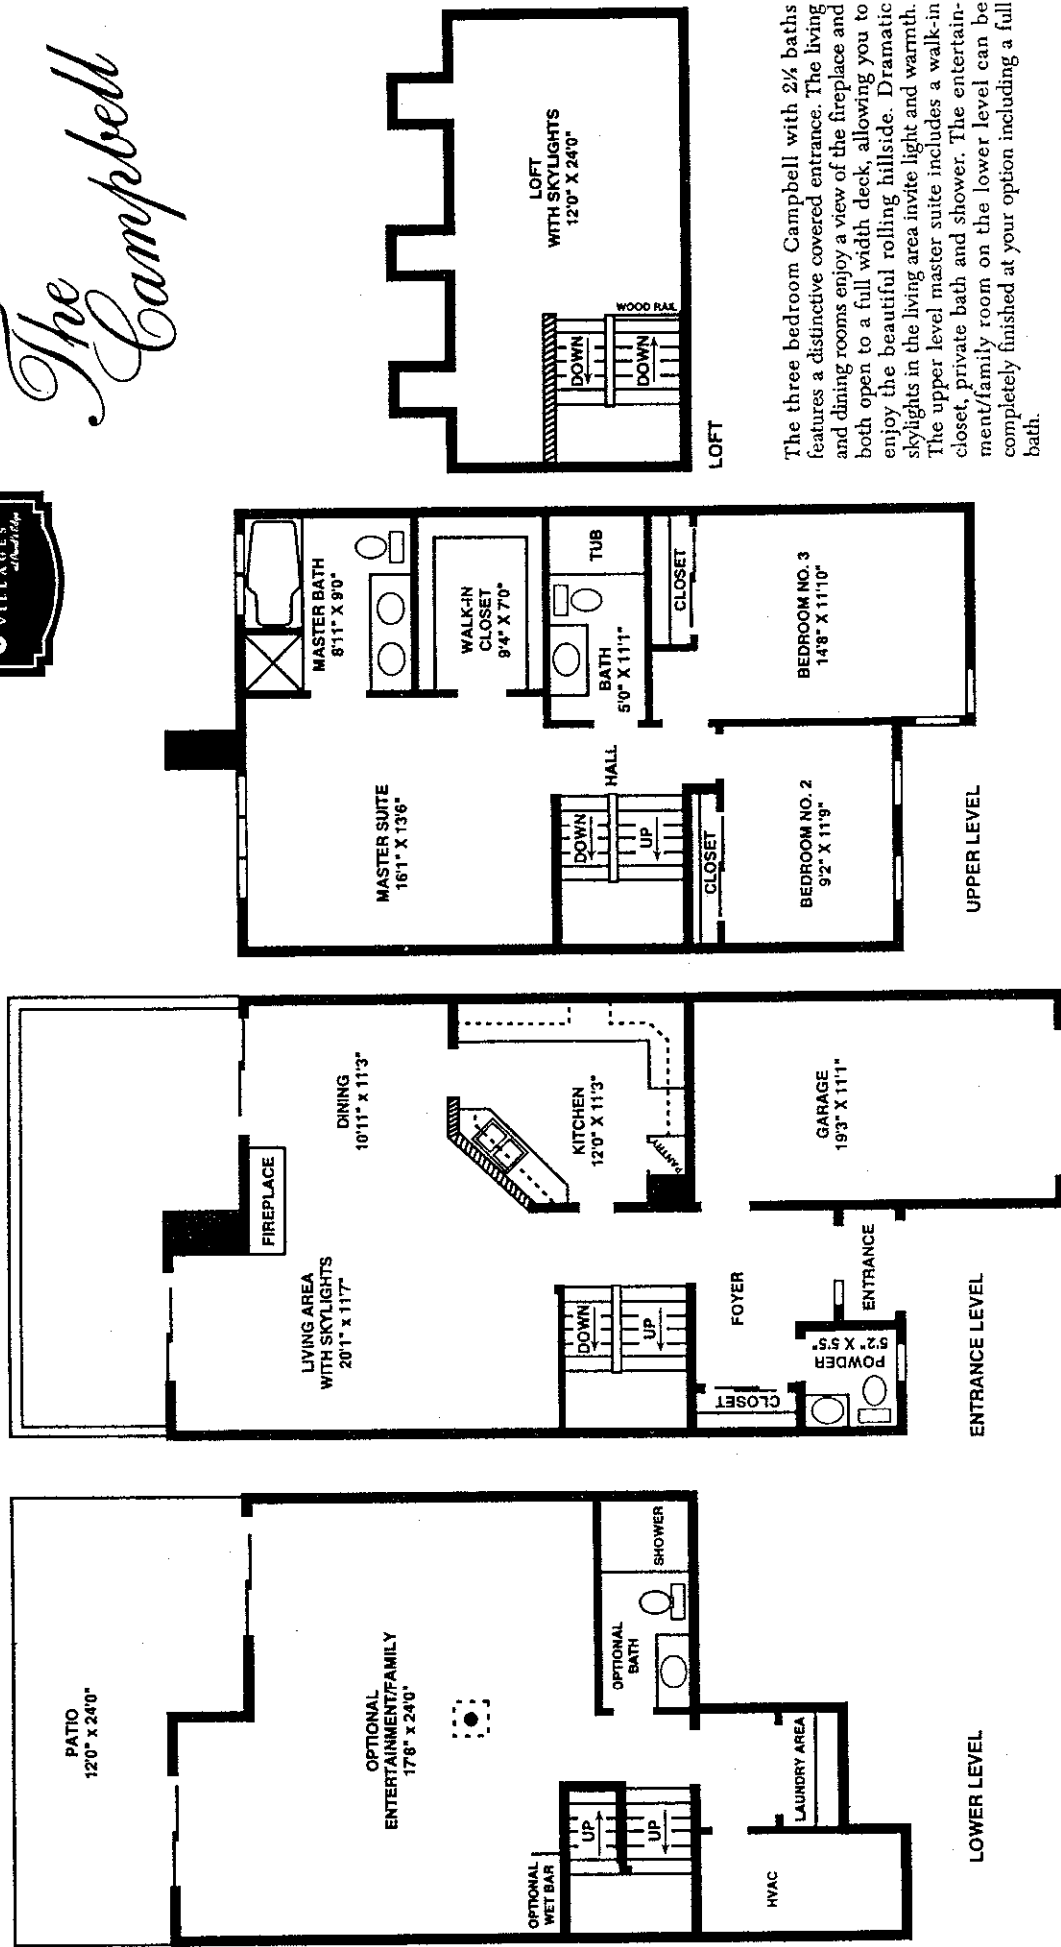 The
Campbell
VILLAGES
PATIO
12'0" x 24'0"
OPTIONAL
ENTERTAINMENT/FAMILY
17'8" x 24'0"
OPTIONAL
WET BAR
UP
UP
OPTIONAL
BATH
SHOWER
LAUNDRY AREA
HVAC
LOWER LEVEL
FIREPLACE
LIVING AREA
WITH SKYLIGHTS
20'1" x 11'7"
DINING
10'11" x 11'3"
KITCHEN
12'0" X 11'3"
PANTRY
DOWN
UP
FOYER
CLOSET
POWDER
5'2" X 5'5"
ENTRANCE
GARAGE
19'3" X 11'1"
ENTRANCE LEVEL
MASTER SUITE
16'1" X 13'6"
MASTER BATH
8'11" X 9'0"
WALK-IN
CLOSET
9'4" X 7'0"
TUB
BATH
5'0" X 11'1"
HALL
DOWN
UP
CLOSET
CLOSET
BEDROOM NO. 2
9'2" X 11'9"
BEDROOM NO. 3
14'8" X 11'10"
UPPER LEVEL
LOFT
WITH SKYLIGHTS
12'0" X 24'0"
DOWN
DOWN
WOOD RAIL
LOFT
The three bedroom Campbell with 2½ baths
features a distinctive covered entrance. The living
and dining rooms enjoy a view of the fireplace and
both open to a full width deck, allowing you to
enjoy the beautiful rolling hillside. Dramatic
skylights in the living area invite light and warmth.
The upper level master suite includes a walk-in
closet, private bath and shower. The entertain-
ment/family room on the lower level can be
completely finished at your option including a full
bath.